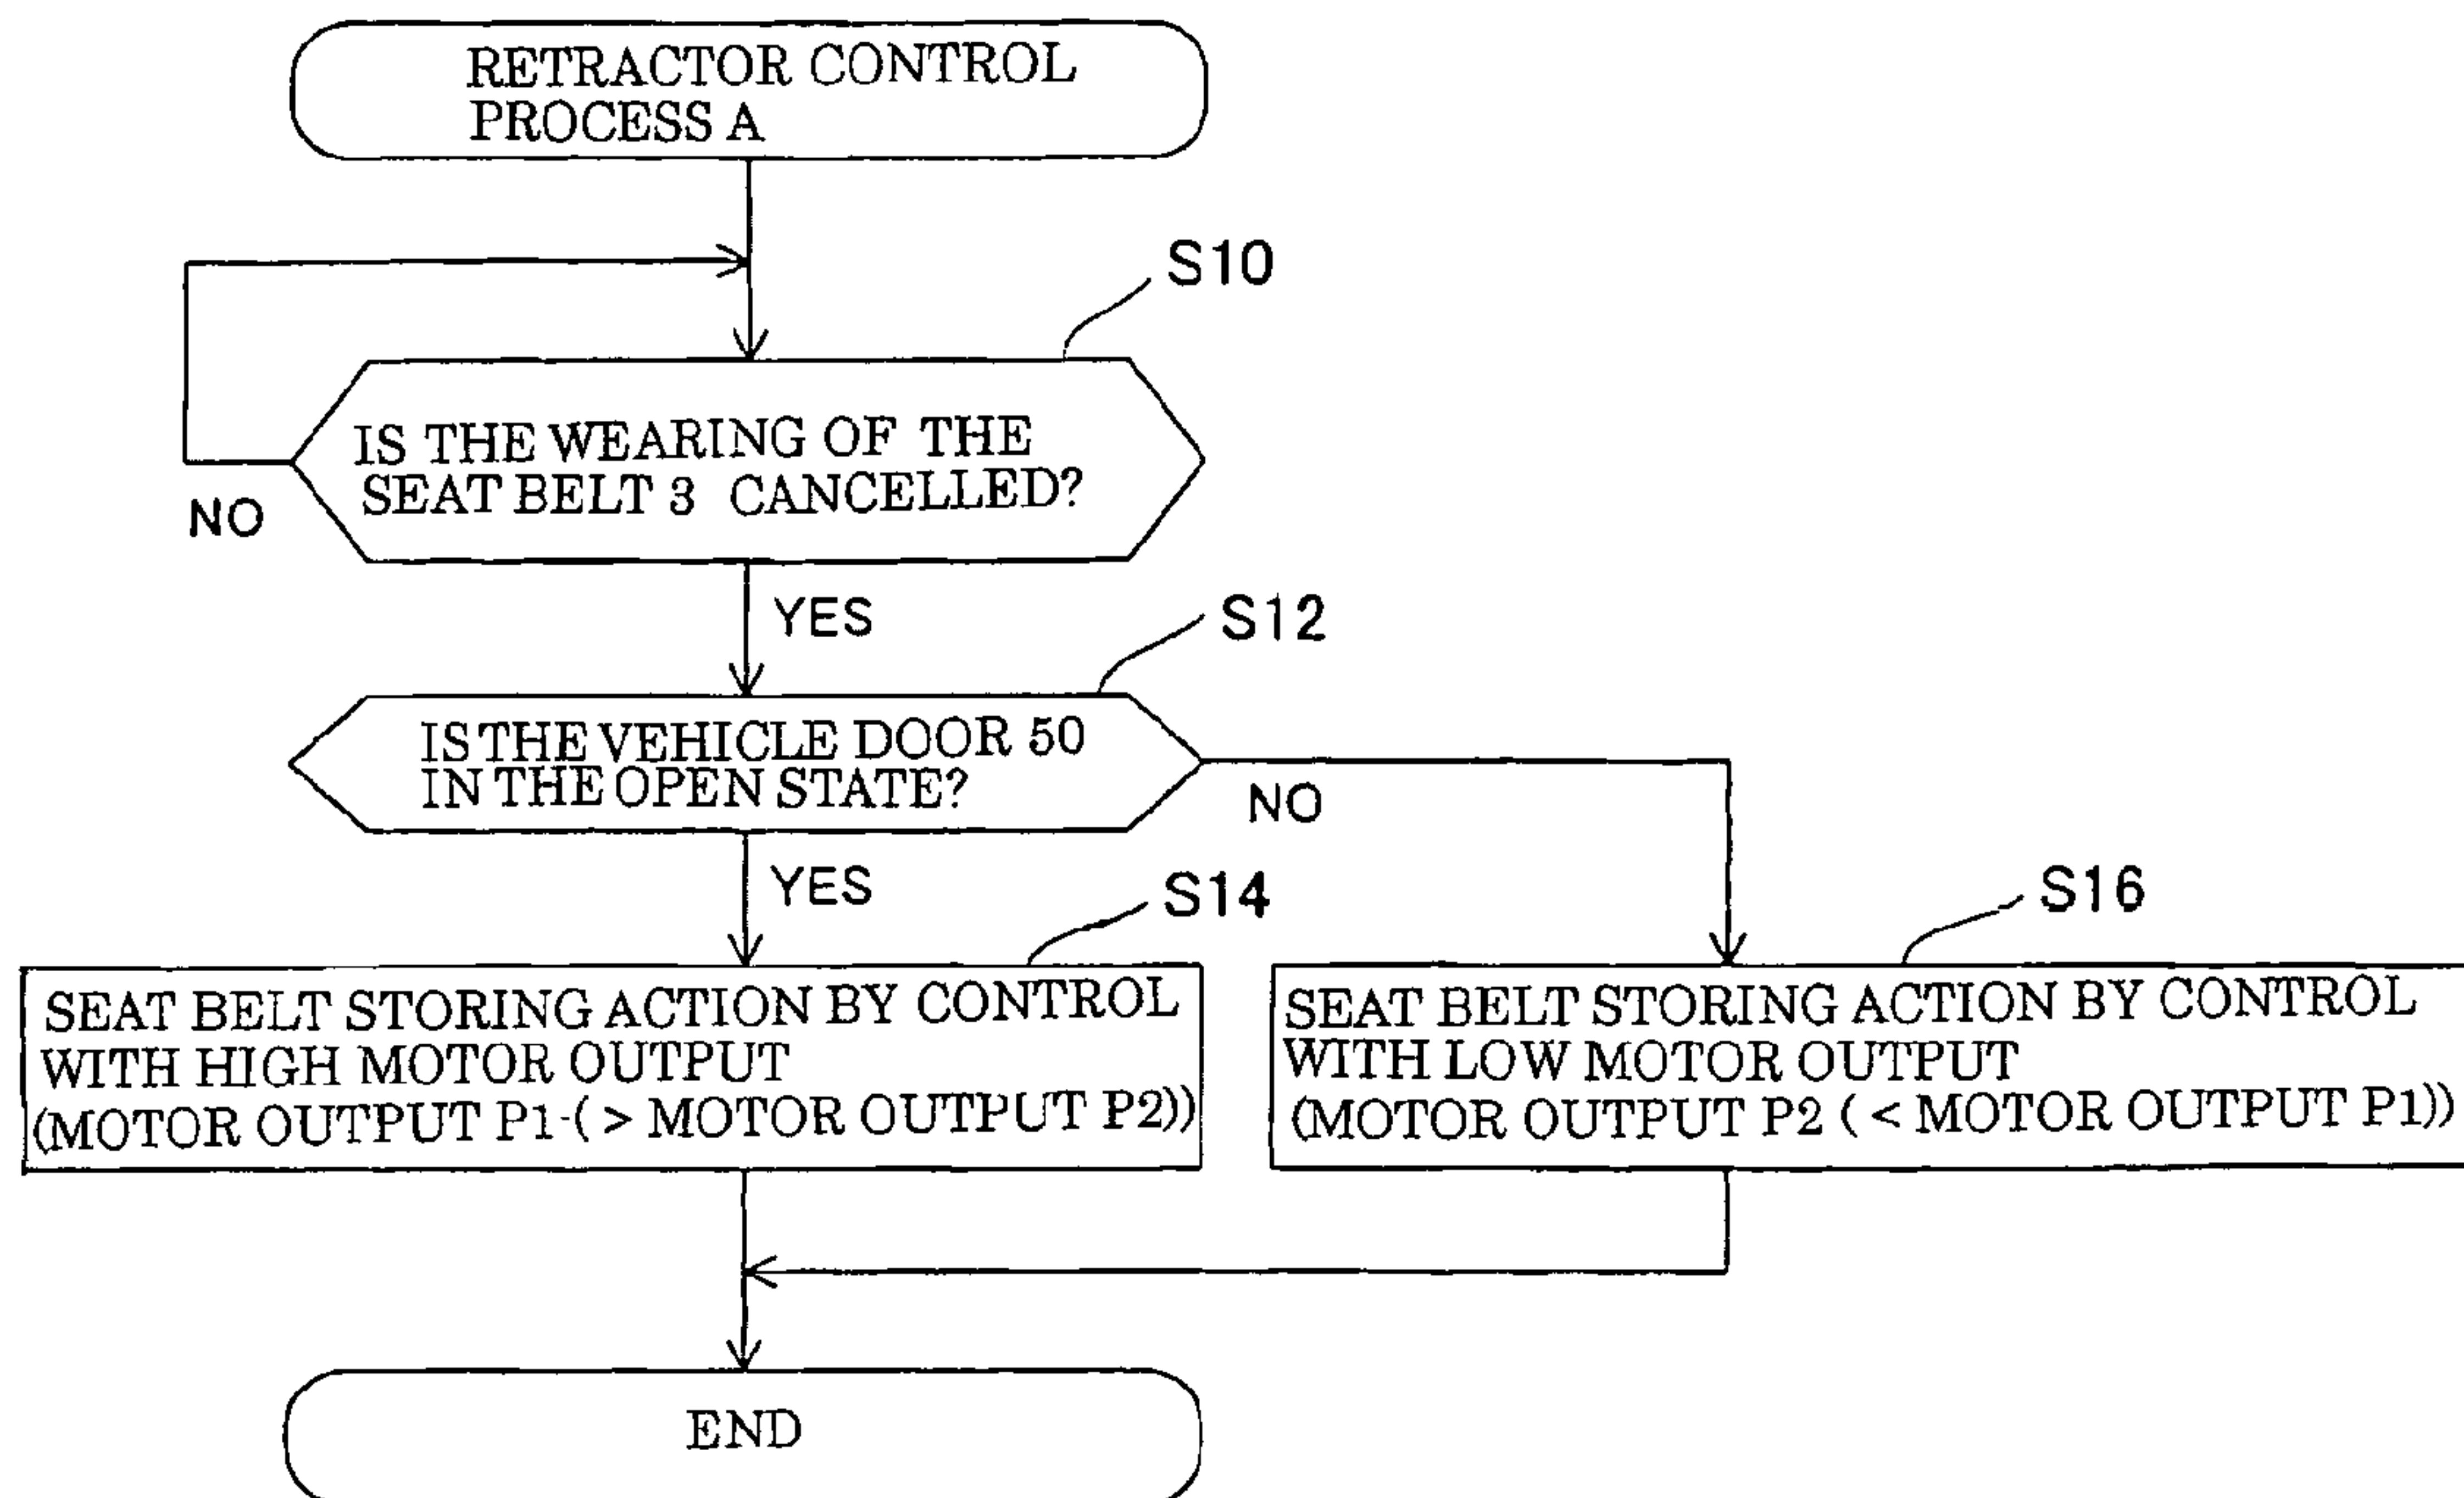 RETRACTOR CONTROL
PROCESS A
S10
IS THE WEARING OF THE
SEAT BELT 3 CANCELLED?
NO
YES
S12
IS THE VEHICLE DOOR 50
IN THE OPEN STATE?
NO
YES
S14
S16
SEAT BELT STORING ACTION BY CONTROL
WITH HIGH MOTOR OUTPUT
(MOTOR OUTPUT P1 (> MOTOR OUTPUT P2))
SEAT BELT STORING ACTION BY CONTROL
WITH LOW MOTOR OUTPUT
(MOTOR OUTPUT P2 (< MOTOR OUTPUT P1))
END